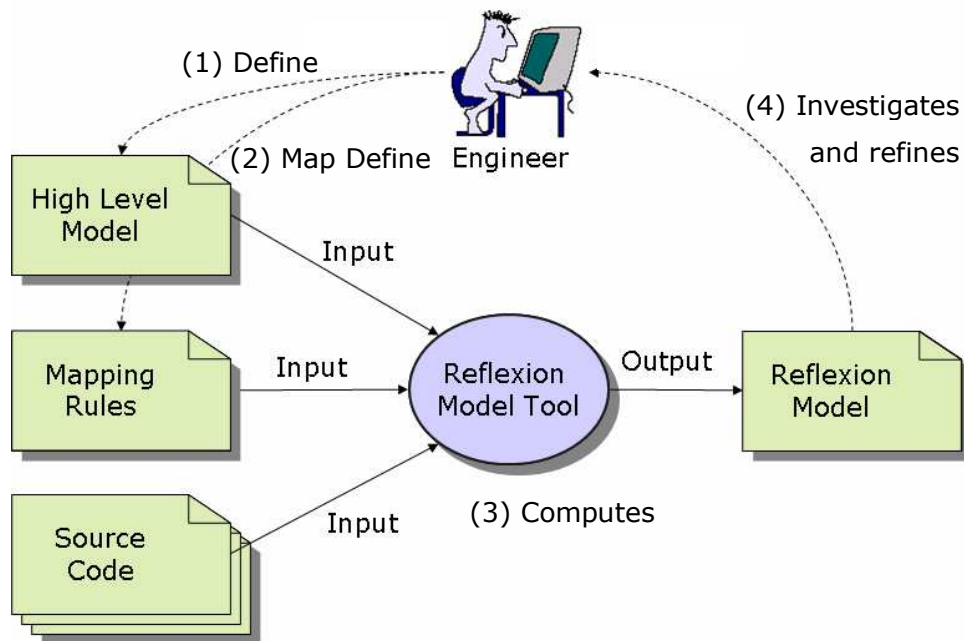 (1) Define
(4) Investigates
and refines
(2) Map Define
Engineer
High Level
Model
Input
Mapping
Rules
Input
Reflexion
Model Tool
Output
Reflexion
Model
Source
Code
Input
(3) Computes